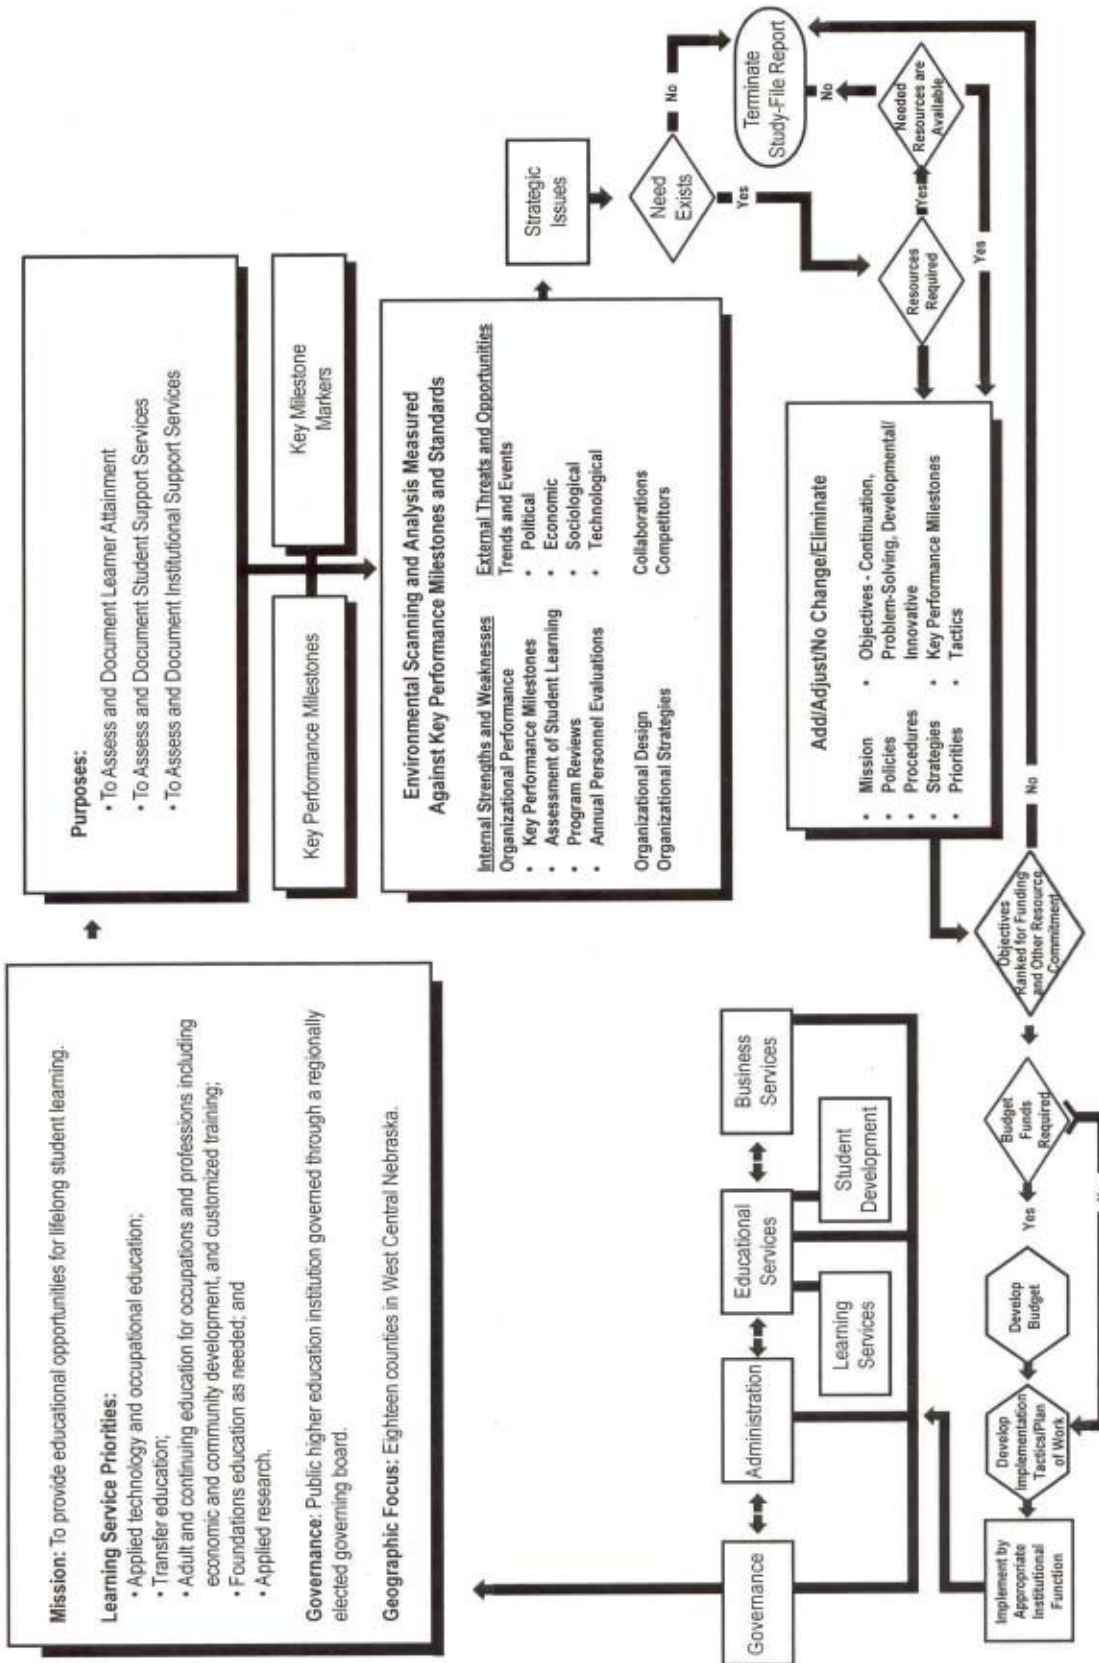 Mission: To provide educational opportunities for lifelong student learning.
Learning Service Priorities:
• Applied technology and occupational education;
• Transfer education;
• Adult and continuing education for occupations and professions including
economic and community development, and customized training;
• Foundations education as needed; and
• Applied research.
Governance: Public higher education institution governed through a regionally
elected governing board.
Geographic Focus: Eighteen counties in West Central Nebraska.
Purposes:
• To Assess and Document Learner Attainment
• To Assess and Document Student Support Services
• To Assess and Document Institutional Support Services
Key Performance Milestones
Key Milestone
Markers
Environmental Scanning and Analysis Measured
Against Key Performance Milestones and Standards
Internal Strengths and Weaknesses
Organizational Performance
• Key Performance Milestones
• Assessment of Student Learning
• Program Reviews
• Annual Personnel Evaluations
Organizational Design
Organizational Strategies
External Threats and Opportunities
Trends and Events
• Political
• Economic
• Sociological
• Technological
Collaborations
Competitors
Strategic
Issues
Need
Exists
No
Yes
Terminate
Study-File Report
Resources
Required
Yes
Needed
Resources are
Available
No
Yes
Add/Adjust/No Change/Eliminate
• Mission
• Policies
• Procedures
• Strategies
• Priorities
• Objectives - Continuation,
Problem-Solving, Developmental/
Innovative
• Key Performance Milestones
• Tactics
Objectives
Ranked for Funding
and Other Resource
Commitment
No
Budget
Funds
Required
Yes
Develop
Budget
Develop
Implementation
Tactics/Plan
of Work
Implement by
Appropriate
Institutional
Function
Governance
Administration
Educational
Services
Business
Services
Learning
Services
Student
Development